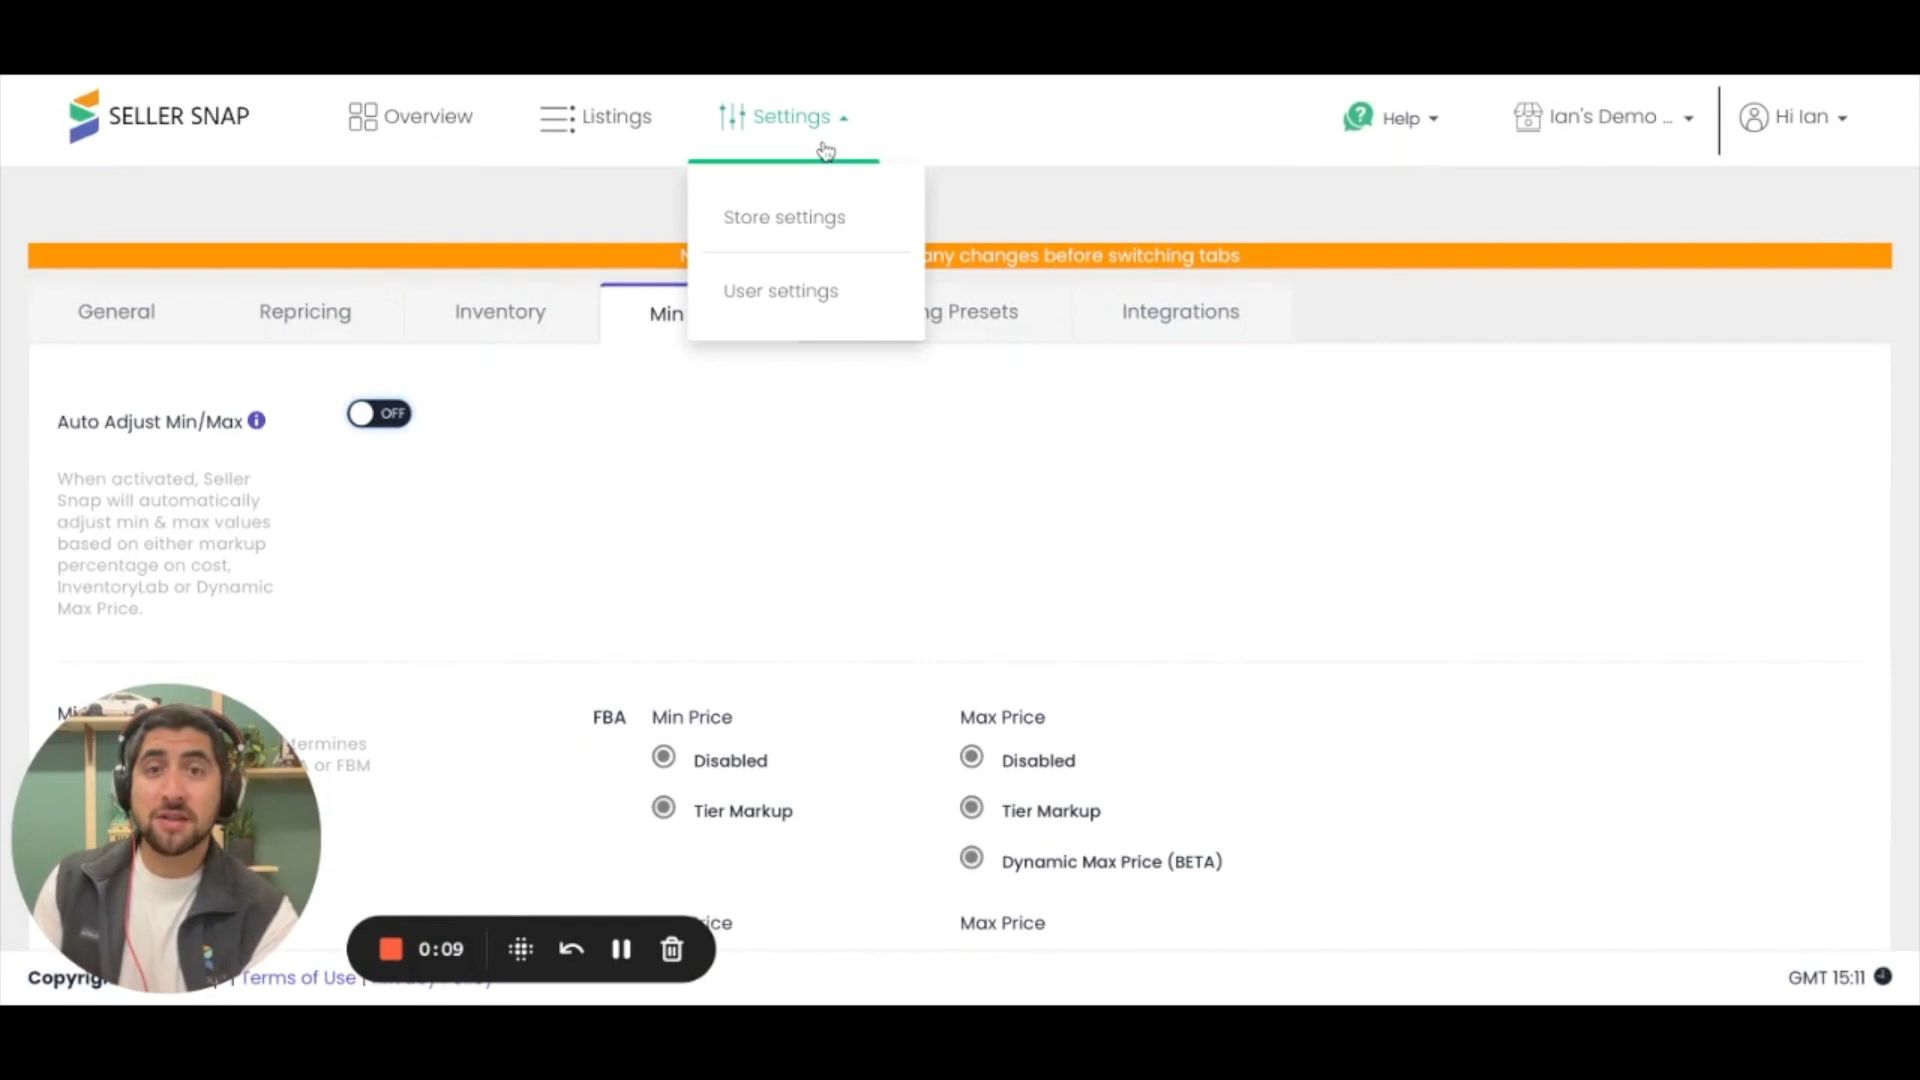 SELLER SNAP
Overview
Listings
Settings
Help
Ian's Demo ...
Hi Ian
Store settings
User settings
any changes before switching tabs
General
Repricing
Inventory
Min
ng Presets
Integrations
Auto Adjust Min/Max
OFF
When activated, Seller
Snap will automatically
adjust min & max values
based on either markup
percentage on cost,
InventoryLab or Dynamic
Max Price.
FBA
Min Price
Max Price
termines
or FBM
Disabled
Disabled
Tier Markup
Tier Markup
Dynamic Max Price (BETA)
Max Price
0:09
Terms of Use
GMT 15:11